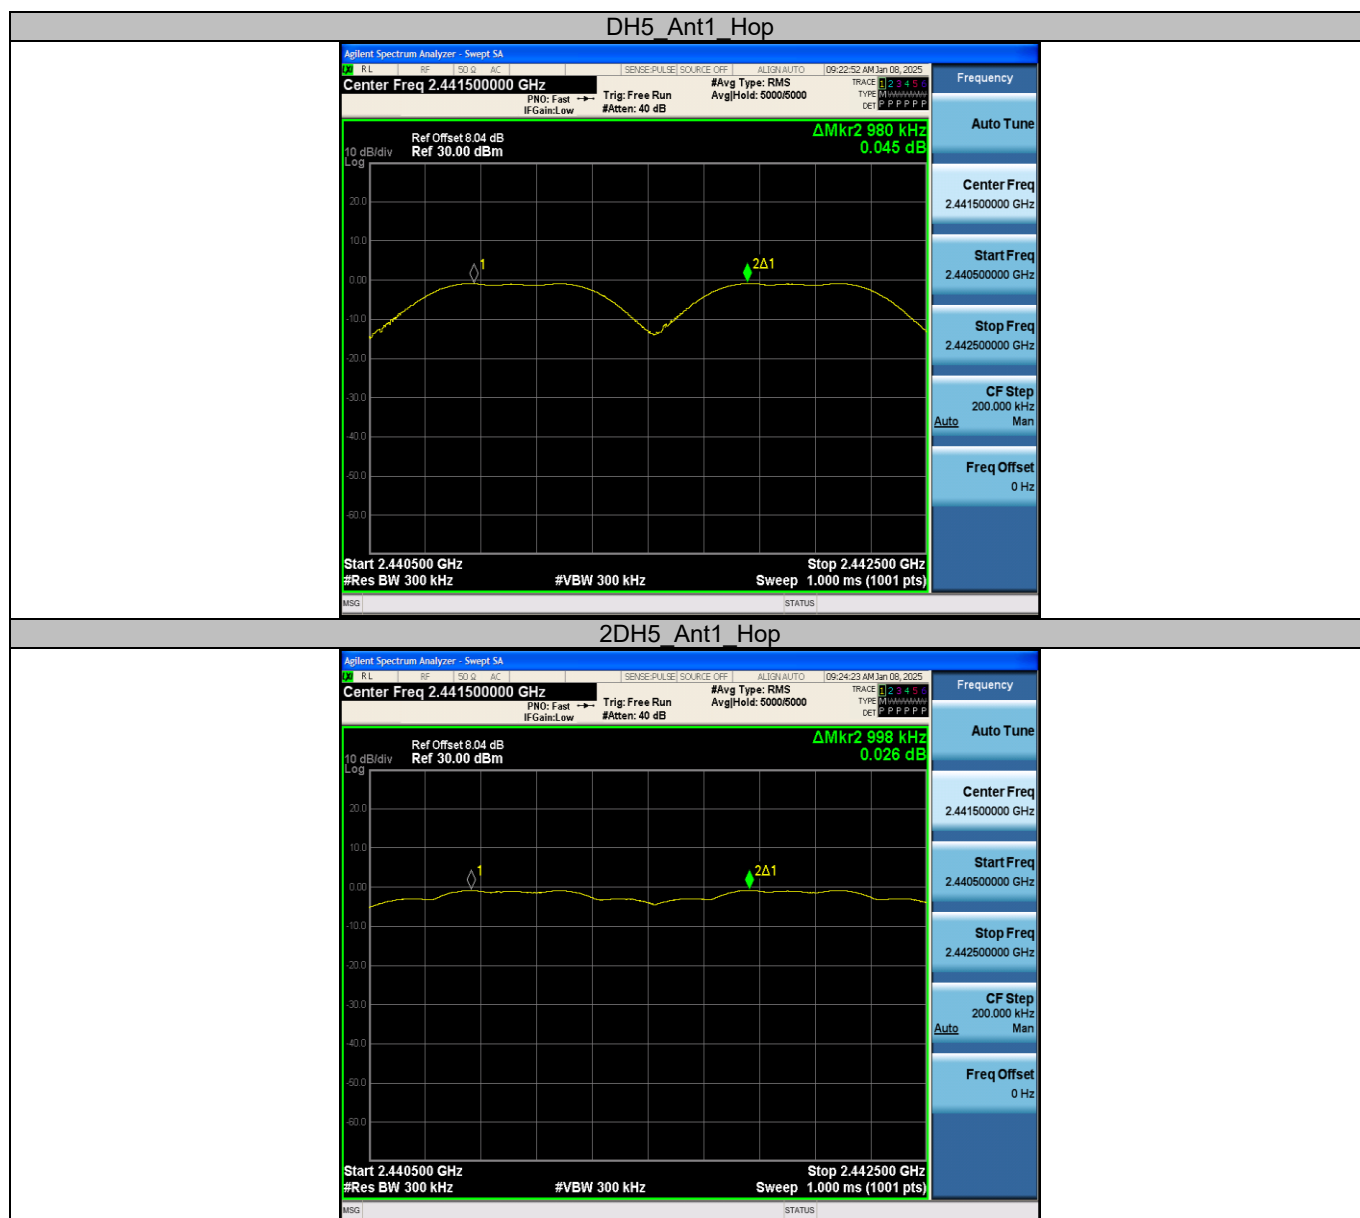 DH5_Ant1_Hop
Agilent Spectrum Analyzer - Swept SA
RL RF 50 Ω AC SENSE:PULSE SOURCE OFF ALIGN AUTO 09:22:52 AM Jan 08, 2025
Center Freq 2.441500000 GHz
PNO: Fast
IFGain:Low
Trig: Free Run
#Atten: 40 dB
#Avg Type: RMS
Avg|Hold: 5000/5000
TRACE 1 2 3 4 5 6
TYPE M WWWWW
DET P P P P P P
ΔMkr2 980 kHz
0.045 dB
Ref Offset 8.04 dB
10 dB/div Ref 30.00 dBm
Log
20.0
10.0
0.00
-10.0
-20.0
-30.0
-40.0
-50.0
-60.0
1
2Δ1
Start 2.440500 GHz Stop 2.442500 GHz
#Res BW 300 kHz #VBW 300 kHz Sweep 1.000 ms (1001 pts)
MSG STATUS
Frequency
Auto Tune
Center Freq
2.441500000 GHz
Start Freq
2.440500000 GHz
Stop Freq
2.442500000 GHz
CF Step
200.000 kHz
Auto Man
Freq Offset
0 Hz
2DH5_Ant1_Hop
Agilent Spectrum Analyzer - Swept SA
RL RF 50 Ω AC SENSE:PULSE SOURCE OFF ALIGN AUTO 09:24:23 AM Jan 08, 2025
Center Freq 2.441500000 GHz
PNO: Fast
IFGain:Low
Trig: Free Run
#Atten: 40 dB
#Avg Type: RMS
Avg|Hold: 5000/5000
TRACE 1 2 3 4 5 6
TYPE M WWWWW
DET P P P P P P
ΔMkr2 998 kHz
0.026 dB
Ref Offset 8.04 dB
10 dB/div Ref 30.00 dBm
Log
20.0
10.0
0.00
-10.0
-20.0
-30.0
-40.0
-50.0
-60.0
1
2Δ1
Start 2.440500 GHz Stop 2.442500 GHz
#Res BW 300 kHz #VBW 300 kHz Sweep 1.000 ms (1001 pts)
MSG STATUS
Frequency
Auto Tune
Center Freq
2.441500000 GHz
Start Freq
2.440500000 GHz
Stop Freq
2.442500000 GHz
CF Step
200.000 kHz
Auto Man
Freq Offset
0 Hz